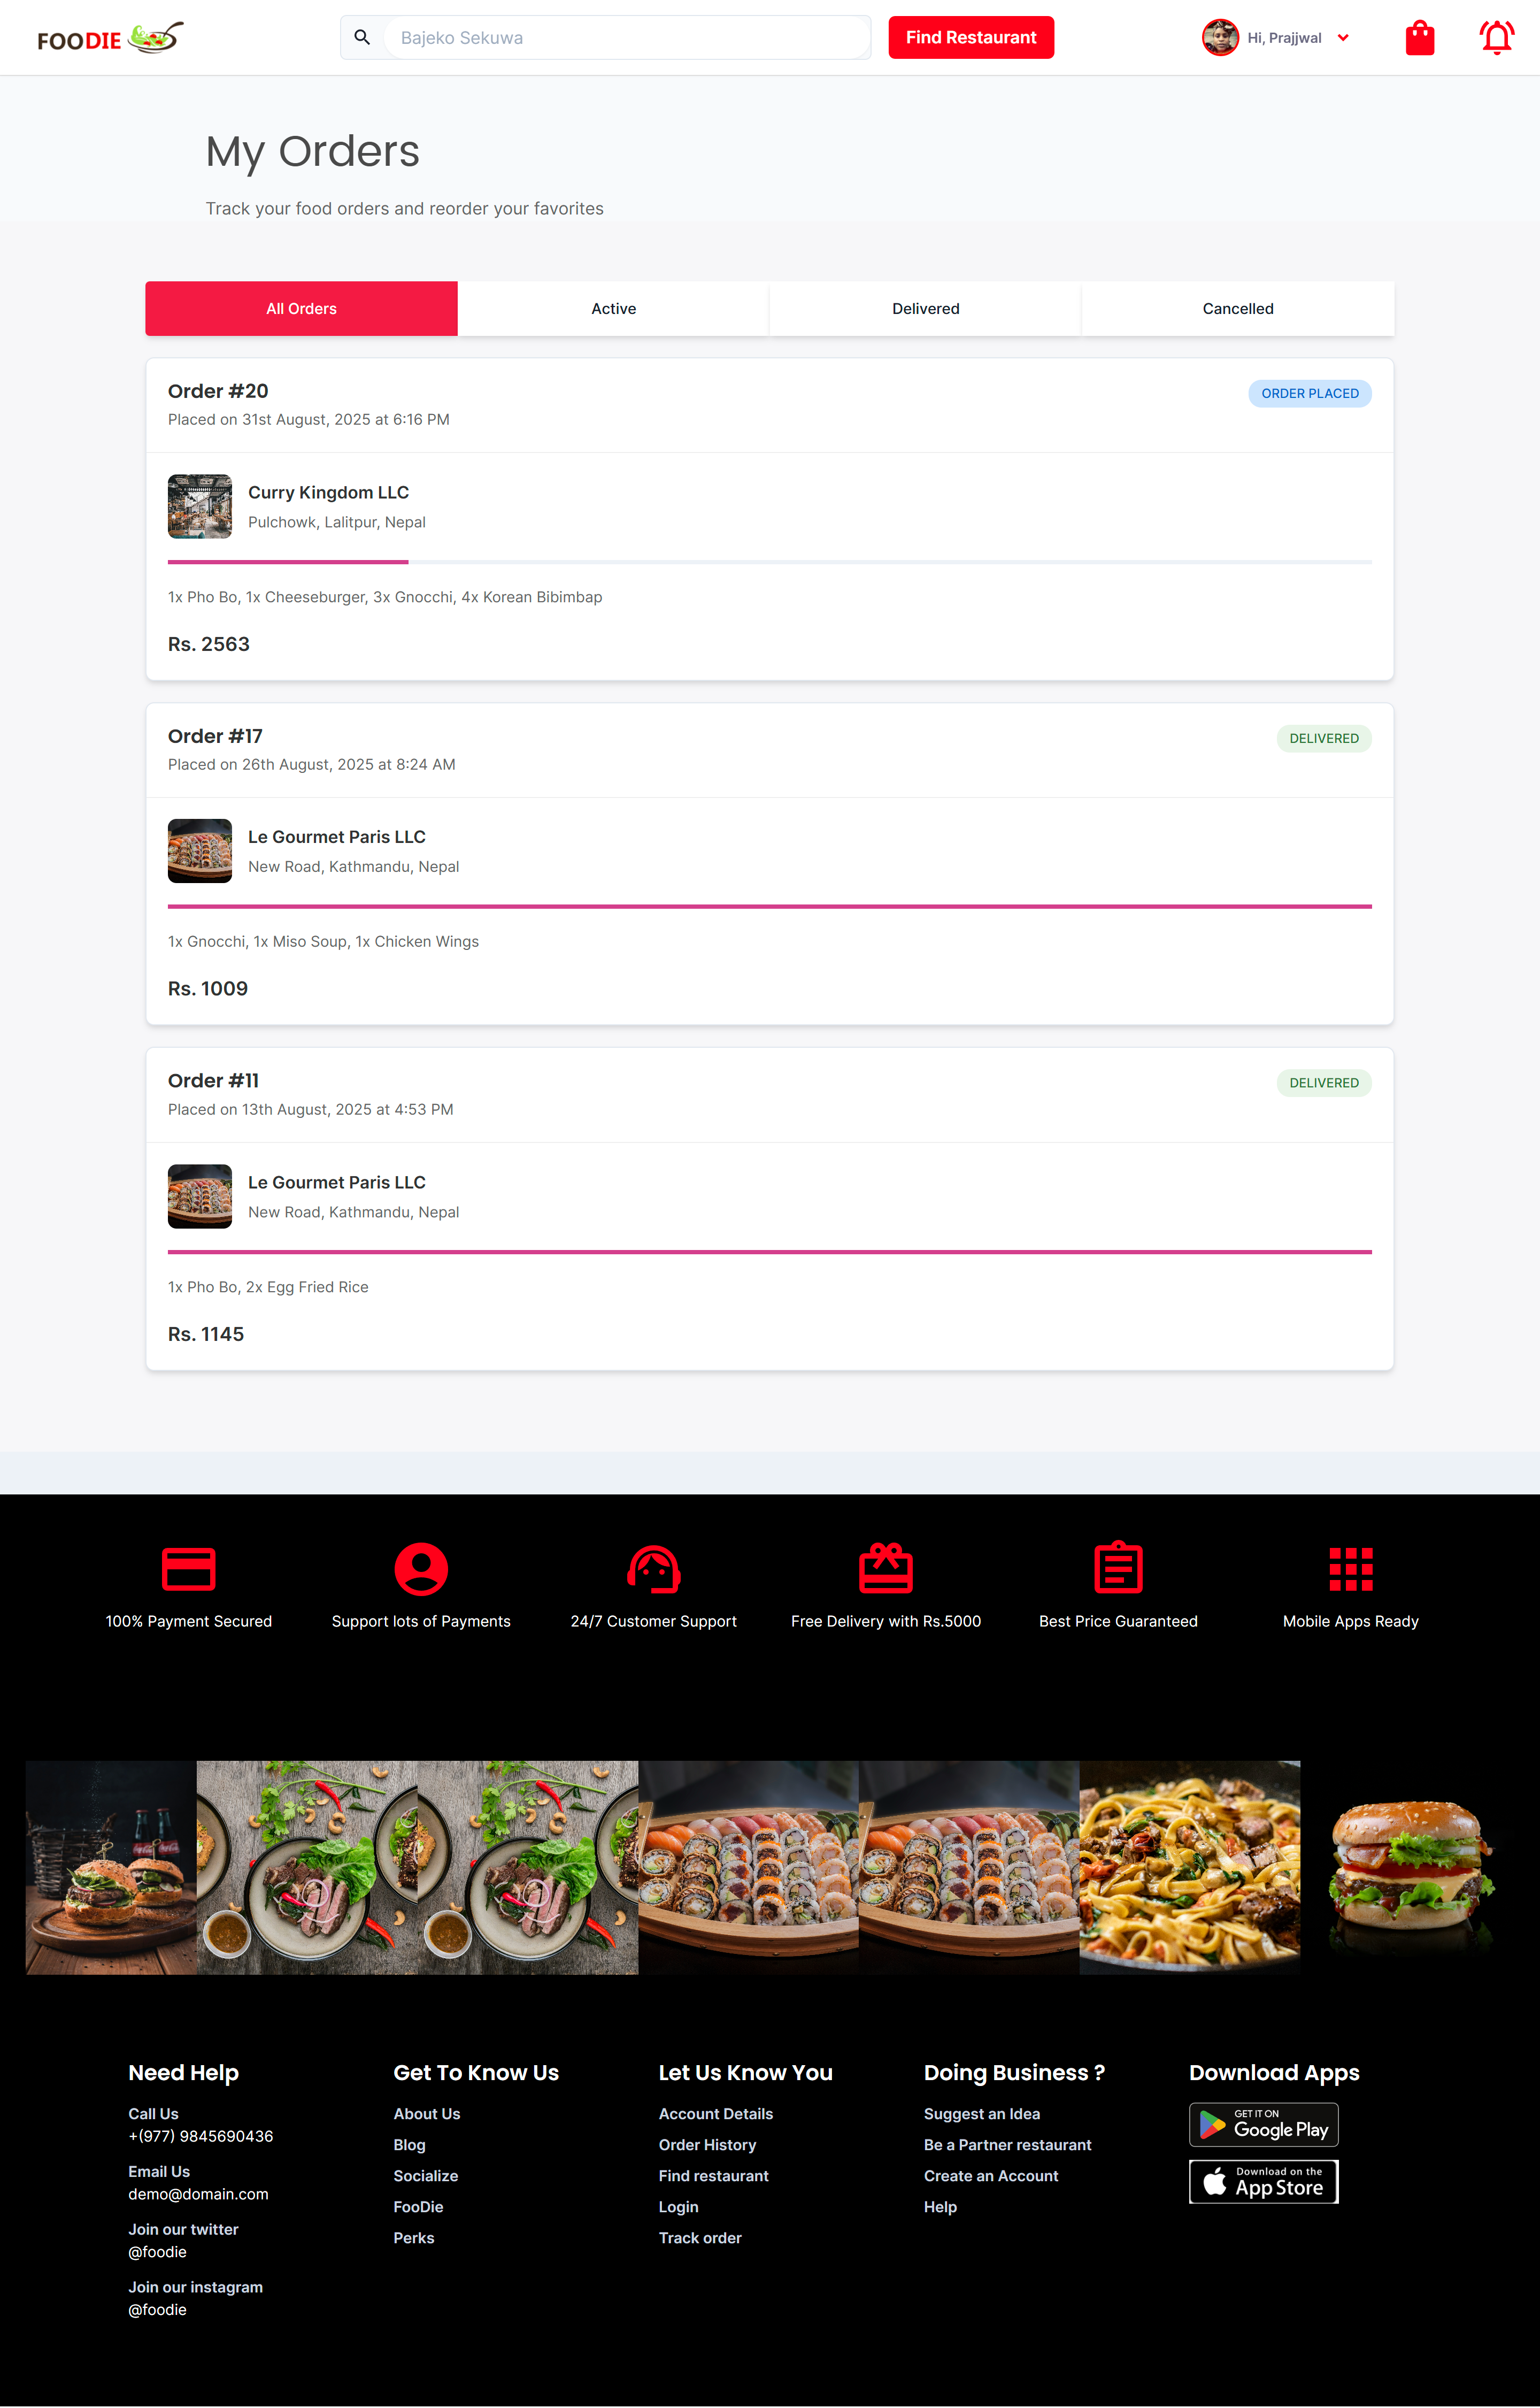 FOODIE
Bajeko Sekuwa
Find Restaurant
Hi, Prajjwal
My Orders
Track your food orders and reorder your favorites
All Orders
Active
Delivered
Cancelled
Order #20
ORDER PLACED
Placed on 31st August, 2025 at 6:16 PM
Curry Kingdom LLC
Pulchowk, Lalitpur, Nepal
1x Pho Bo, 1x Cheeseburger, 3x Gnocchi, 4x Korean Bibimbap
Rs. 2563
Order #17
DELIVERED
Placed on 26th August, 2025 at 8:24 AM
Le Gourmet Paris LLC
New Road, Kathmandu, Nepal
1x Gnocchi, 1x Miso Soup, 1x Chicken Wings
Rs. 1009
Order #11
DELIVERED
Placed on 13th August, 2025 at 4:53 PM
Le Gourmet Paris LLC
New Road, Kathmandu, Nepal
1x Pho Bo, 2x Egg Fried Rice
Rs. 1145
100% Payment Secured
Support lots of Payments
24/7 Customer Support
Free Delivery with Rs.5000
Best Price Guaranteed
Mobile Apps Ready
Need Help
Call Us
+(977) 9845690436
Email Us
demo@domain.com
Join our twitter
@foodie
Join our instagram
@foodie
Get To Know Us
About Us
Blog
Socialize
FooDie
Perks
Let Us Know You
Account Details
Order History
Find restaurant
Login
Track order
Doing Business ?
Suggest an Idea
Be a Partner restaurant
Create an Account
Help
Download Apps
GET IT ON
Google Play
Download on the
App Store